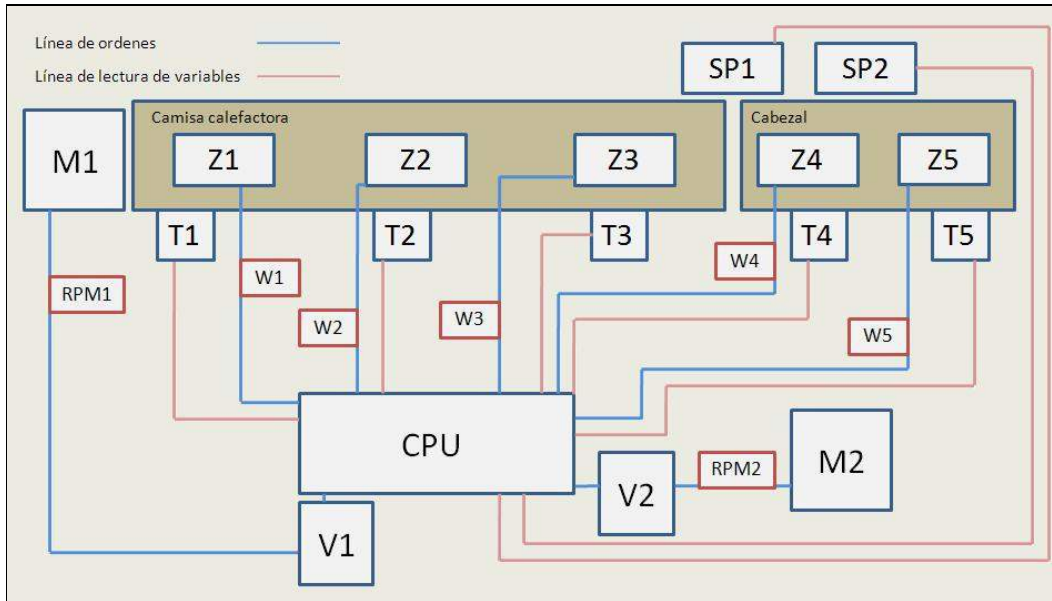 Línea de ordenes
Línea de lectura de variables
SP1
SP2
M1
Camisa calefactora
Cabezal
Z1
Z2
Z3
Z4
Z5
T1
T2
T3
T4
T5
RPM1
W1
W2
W3
W4
W5
CPU
V1
V2
RPM2
M2